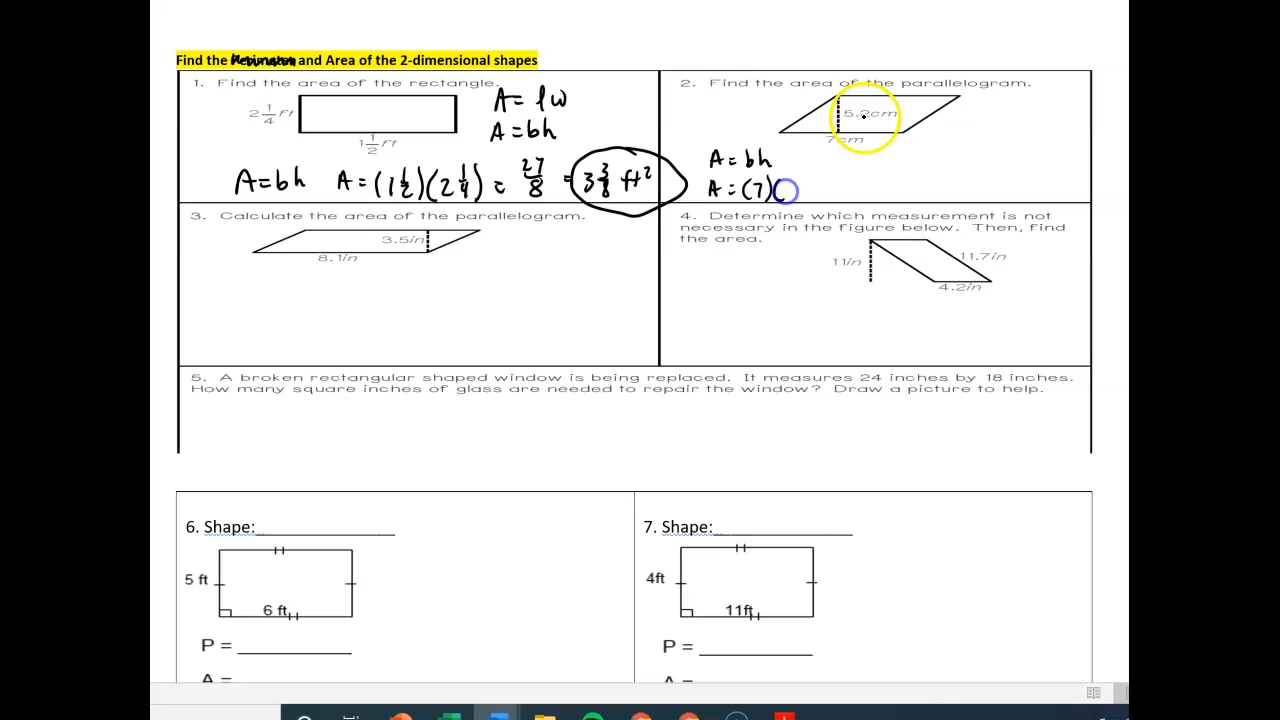 Find the Perimeter and Area of the 2-dimensional shapes
1. Find the area of the rectangle.
2 1/4 ft
1 1/2 ft
A = lw
A = bh
A = bh A = (1 1/2)(2 1/4) = 27/8 = 3 3/8 ft²
2. Find the area of the parallelogram.
5.2cm
7cm
A = bh
A = (7)(
3. Calculate the area of the parallelogram.
3.5in
8.1in
4. Determine which measurement is not
necessary in the figure below. Then, find
the area.
11in
11.7in
4.2in
5. A broken rectangular shaped window is being replaced. It measures 24 inches by 18 inches.
How many square inches of glass are needed to repair the window? Draw a picture to help.
6. Shape:
5 ft
6 ft
P =
A =
7. Shape:
4ft
11ft
P =
A =